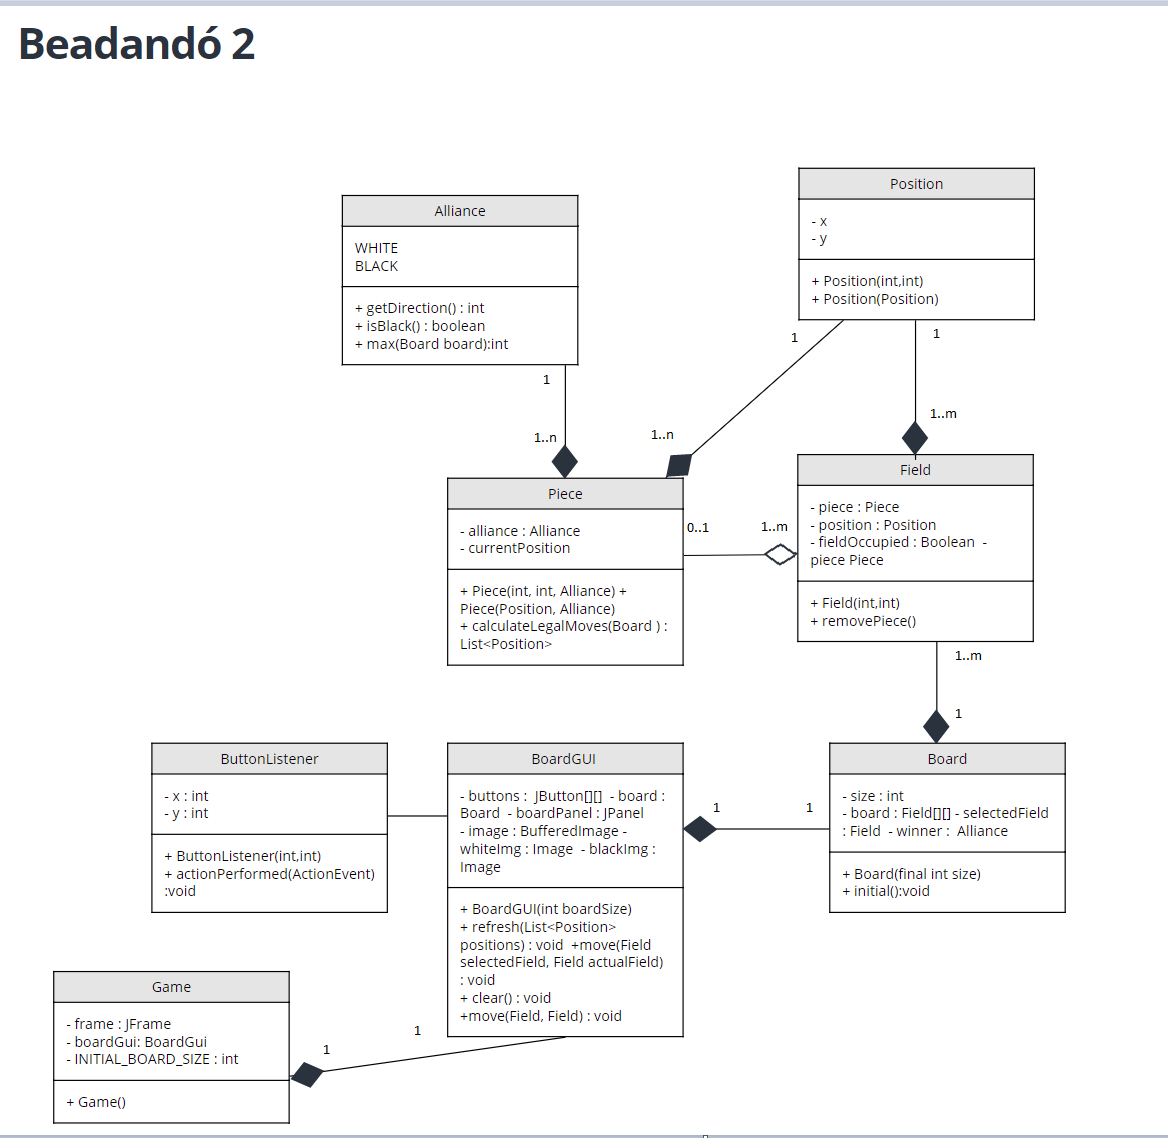 Beadandó 2
Position
- x
- y
+ Position(int,int)
+ Position(Position)
Alliance
WHITE
BLACK
+ getDirection() : int
+ isBlack() : boolean
+ max(Board board):int
1
1..n
1
1..n
1
1..m
Piece
- alliance : Alliance
- currentPosition
+ Piece(int, int, Alliance) +
Piece(Position, Alliance)
+ calculateLegalMoves(Board ) :
List<Position>
0..1
1..m
Field
- piece : Piece
- position : Position
- fieldOccupied : Boolean  -
piece Piece
+ Field(int,int)
+ removePiece()
1..m
1
ButtonListener
- x : int
- y : int
+ ButtonListener(int,int)
+ actionPerformed(ActionEvent)
:void
BoardGUI
- buttons :  JButton[][]  - board :
Board  - boardPanel : JPanel
- image : BufferedImage -
whiteImg : Image  - blackImg :
Image
+ BoardGUI(int boardSize)
+ refresh(List<Position>
positions) : void  +move(Field
selectedField, Field actualField)
: void
+ clear() : void
+move(Field, Field) : void
1
1
Board
- size : int
- board : Field[][] - selectedField
: Field  - winner :  Alliance
+ Board(final int size)
+ initial():void
Game
- frame : JFrame
- boardGui: BoardGui
- INITIAL_BOARD_SIZE : int
+ Game()
1
1